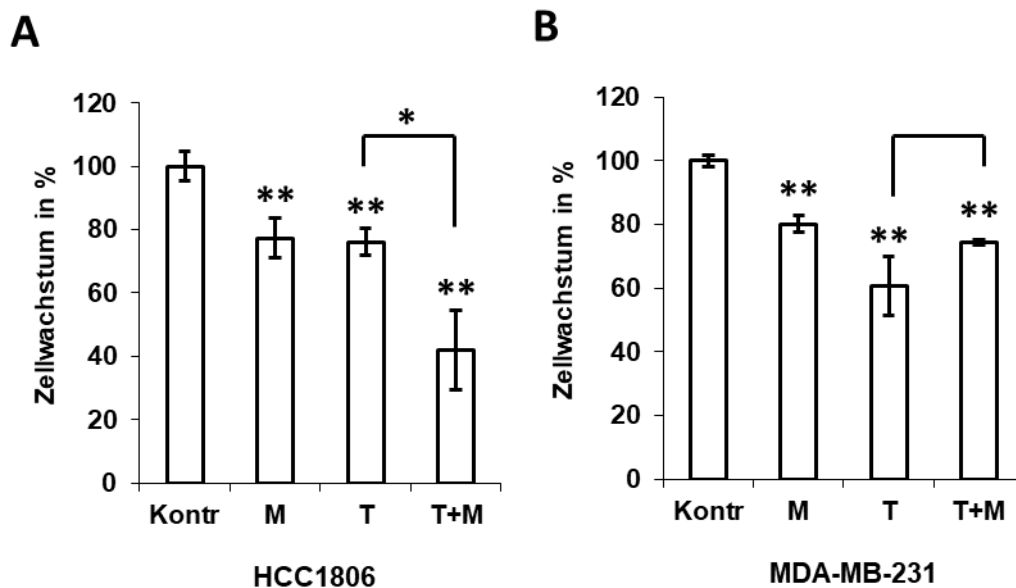 A
Zellwachstum in %
120
100
80
60
40
20
0
*
**
**
**
Kontr M T T+M
HCC1806
B
Zellwachstum in %
120
100
80
60
40
20
0
**
**
**
Kontr M T T+M
MDA-MB-231